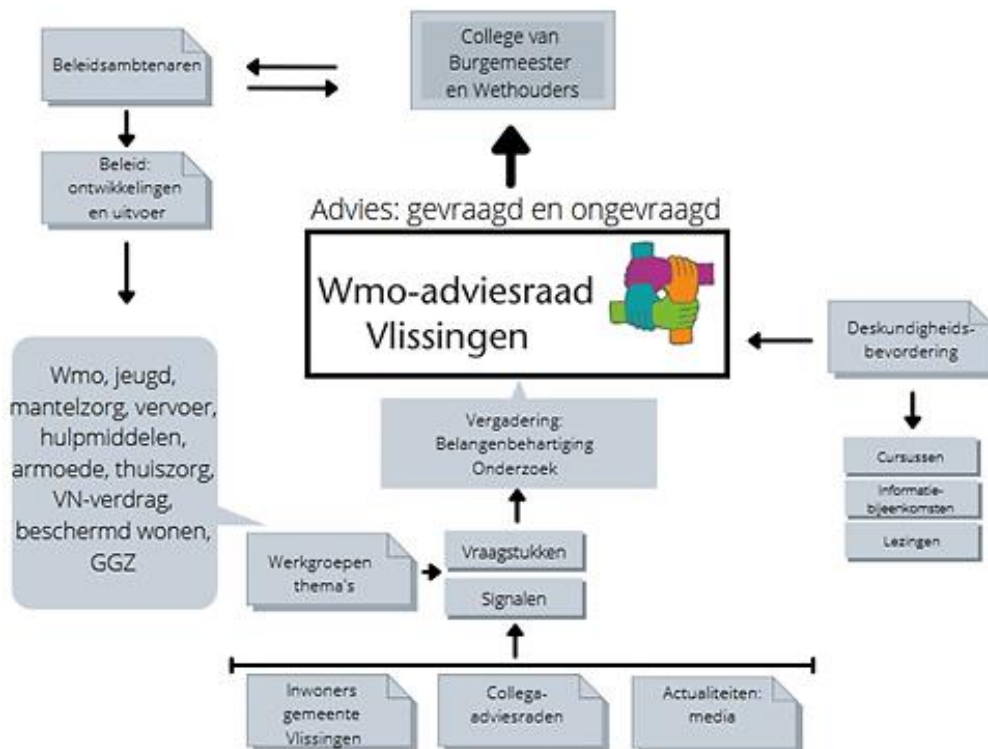 College van
Burgemeester
en Wethouders
Beleidsambtenaren
Beleid:
ontwikkelingen
en uitvoer
Advies: gevraagd en ongevraagd
Wmo-adviesraad
Vlissingen
Deskundigheids-
bevordering
Cursussen
Informatie-
bijeenkomsten
Lezingen
Wmo, jeugd,
mantelzorg, vervoer,
hulpmiddelen,
armoede, thuiszorg,
VN-verdrag,
beschermd wonen,
GGZ
Vergadering:
Belangenbehartiging
Onderzoek
Werkgroepen
thema's
Vraagstukken
Signalen
Inwoners
gemeente
Vlissingen
Collega-
adviesraden
Actualiteiten:
media